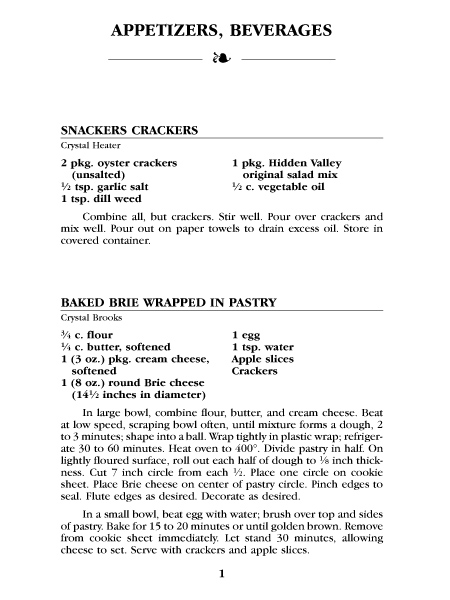 APPETIZERS, BEVERAGES
SNACKERS CRACKERS
Crystal Heater
2 pkg. oyster crackers
(unsalted)
½ tsp. garlic salt
1 tsp. dill weed
1 pkg. Hidden Valley
original salad mix
½ c. vegetable oil
Combine all, but crackers. Stir well. Pour over crackers and
mix well. Pour out on paper towels to drain excess oil. Store in
covered container.
BAKED BRIE WRAPPED IN PASTRY
Crystal Brooks
¾ c. flour
¼ c. butter, softened
1 (3 oz.) pkg. cream cheese,
softened
1 (8 oz.) round Brie cheese
(14½ inches in diameter)
1 egg
1 tsp. water
Apple slices
Crackers
In large bowl, combine flour, butter, and cream cheese. Beat
at low speed, scraping bowl often, until mixture forms a dough, 2
to 3 minutes; shape into a ball. Wrap tightly in plastic wrap; refriger-
ate 30 to 60 minutes. Heat oven to 400°. Divide pastry in half. On
lightly floured surface, roll out each half of dough to ⅛ inch thick-
ness. Cut 7 inch circle from each ½. Place one circle on cookie
sheet. Place Brie cheese on center of pastry circle. Pinch edges to
seal. Flute edges as desired. Decorate as desired.
In a small bowl, beat egg with water; brush over top and sides
of pastry. Bake for 15 to 20 minutes or until golden brown. Remove
from cookie sheet immediately. Let stand 30 minutes, allowing
cheese to set. Serve with crackers and apple slices.
1